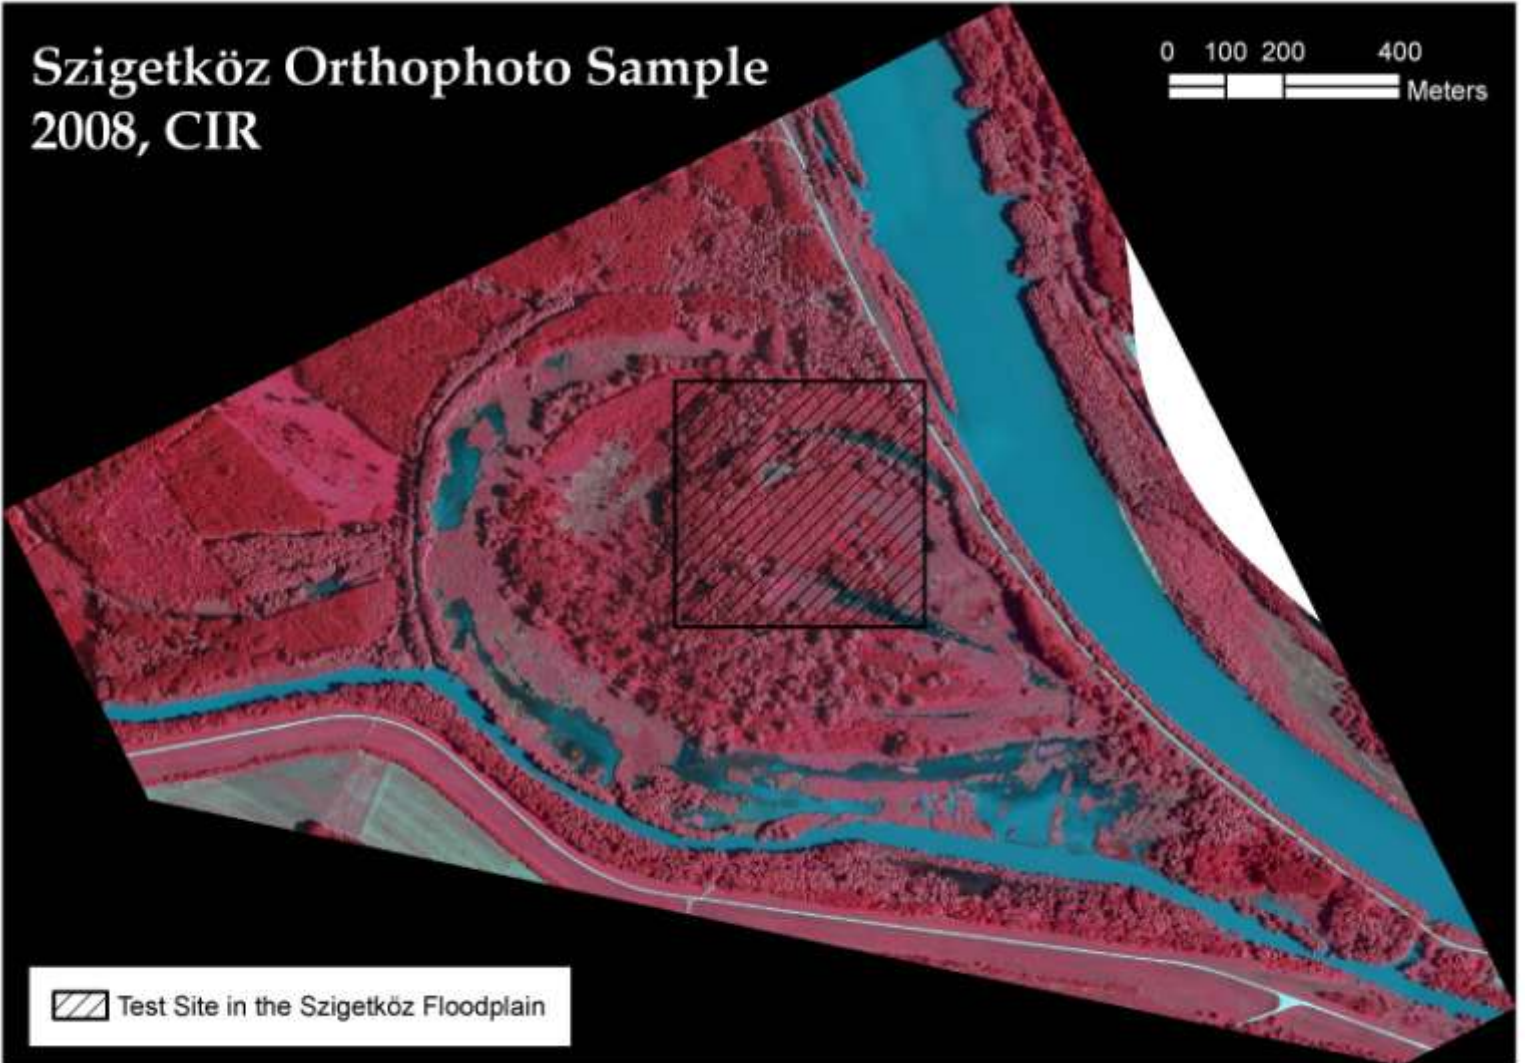 Szigetköz Orthophoto Sample
2008, CIR
0 100 200 400
Meters
Test Site in the Szigetköz Floodplain